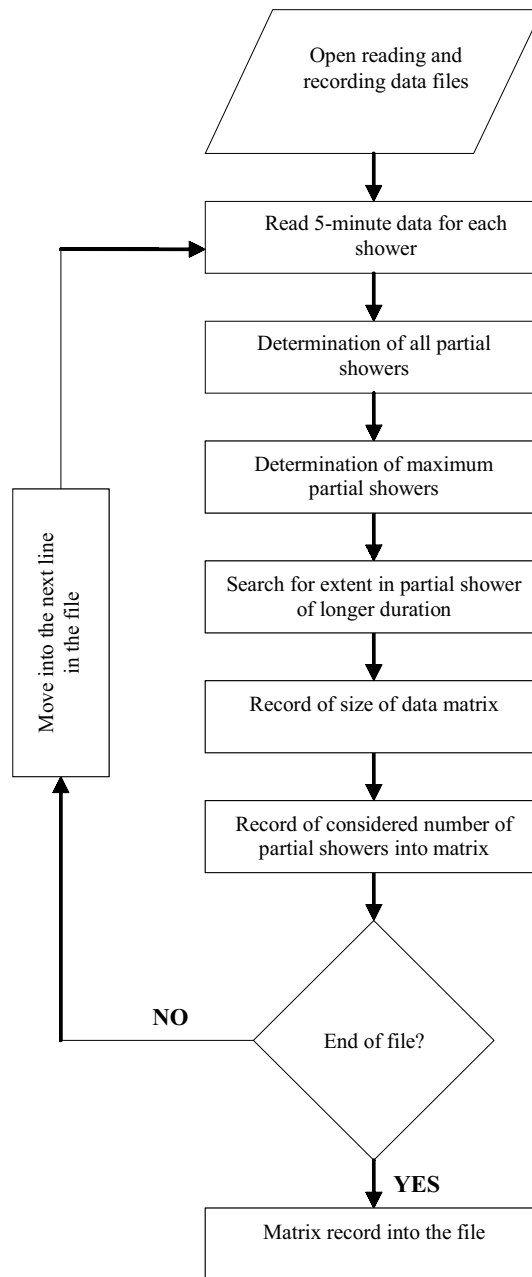 Open reading and
recording data files
Read 5-minute data for each
shower
Determination of all partial
showers
Determination of maximum
partial showers
Search for extent in partial shower
of longer duration
Record of size of data matrix
Record of considered number of
partial showers into matrix
Move into the next line
in the file
End of file?
NO
YES
Matrix record into the file